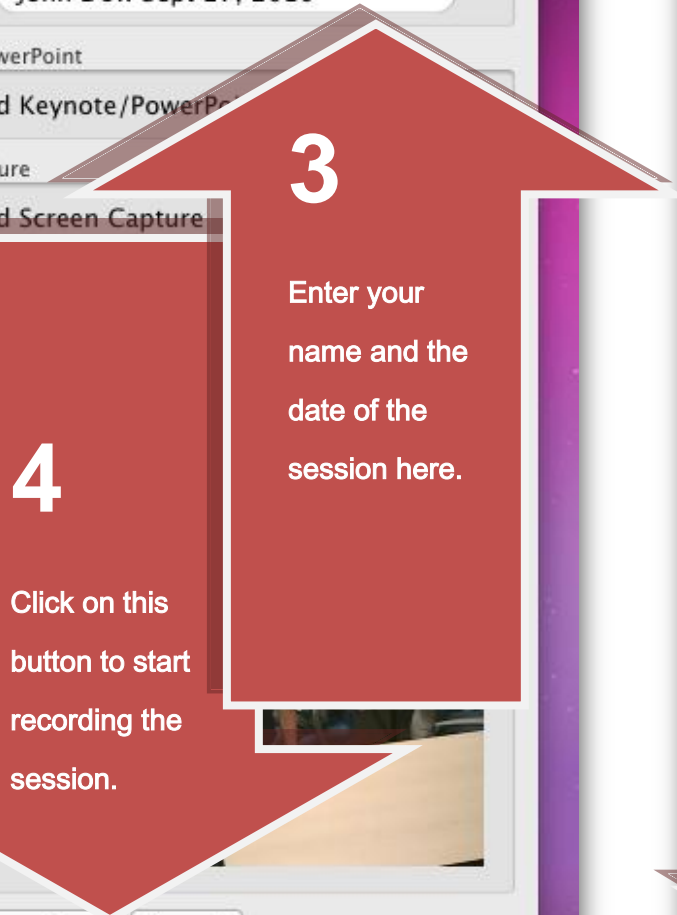 werPoint
d Keynote/PowerPo
ure
d Screen Capture
3
Enter your
name and the
date of the
session here.
4
Click on this
button to start
recording the
session.